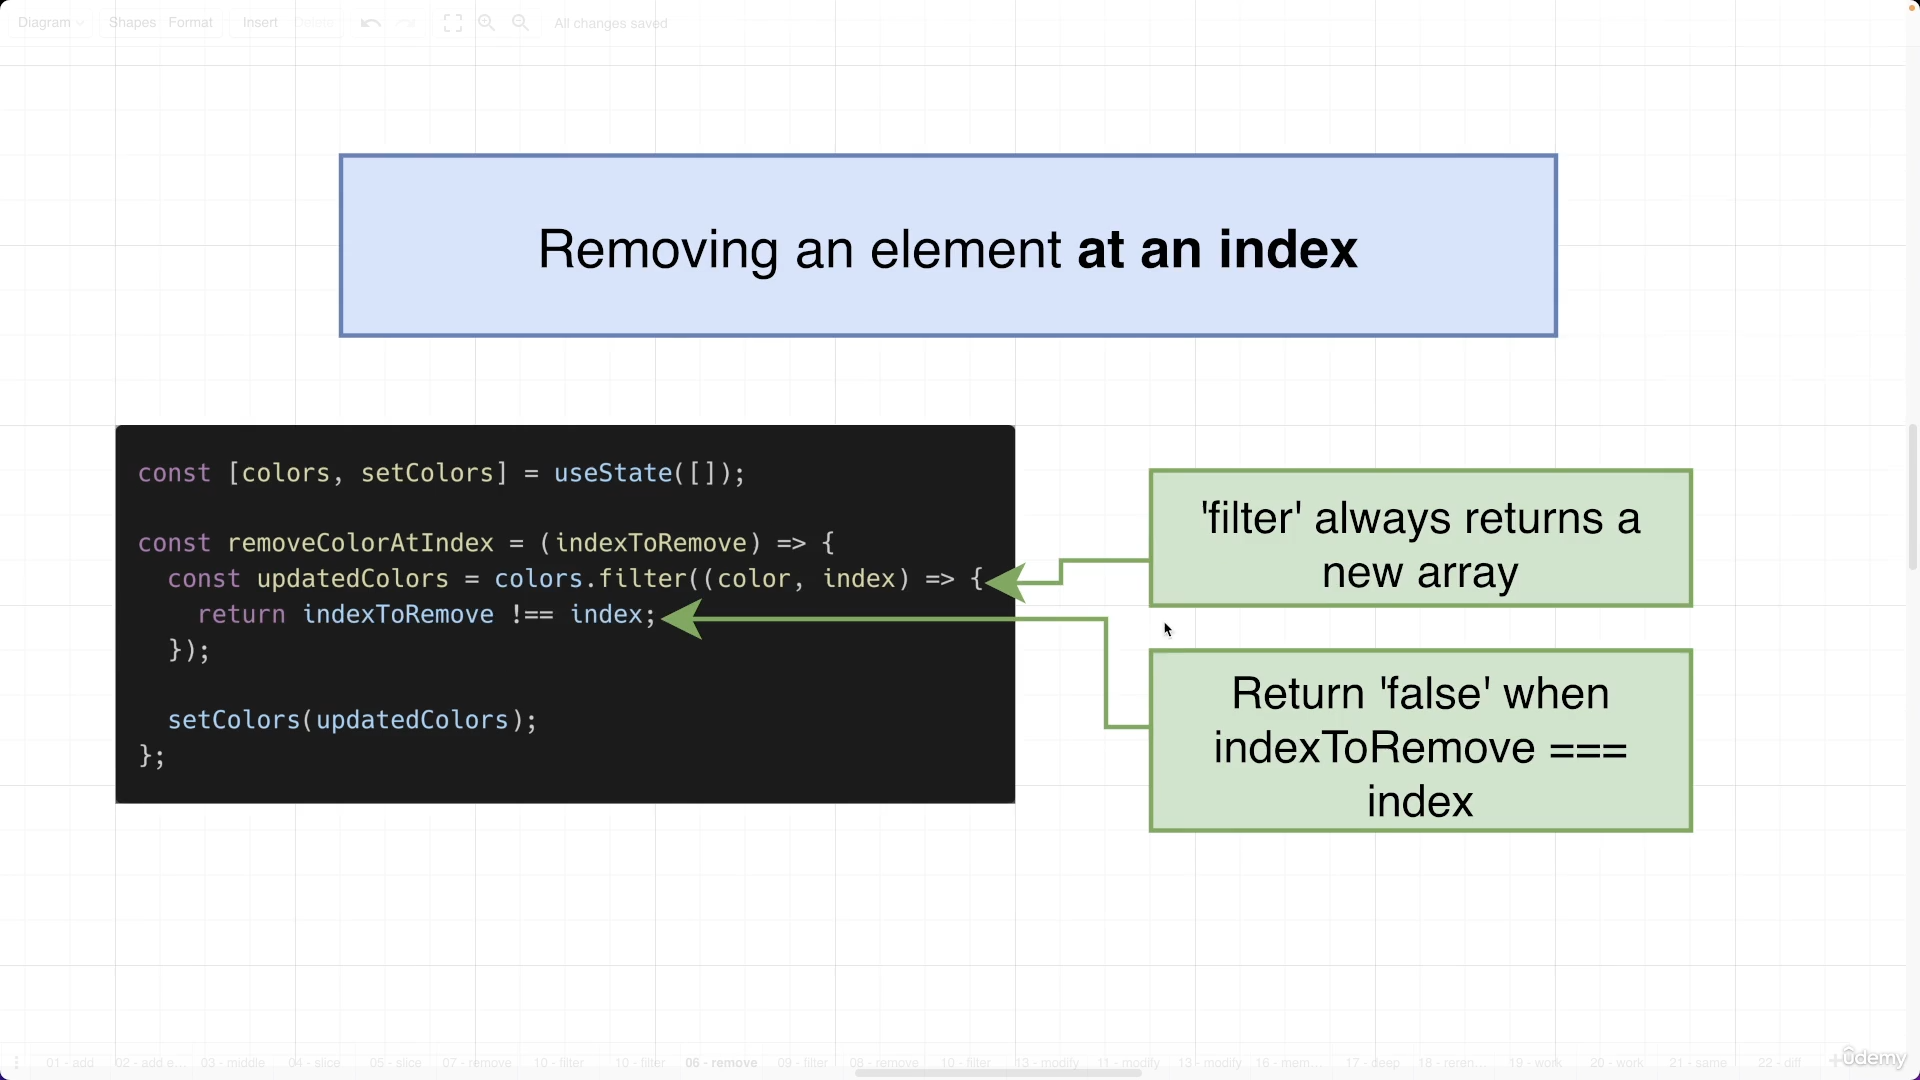 Diagram Shapes Format Insert Delete All changes saved
Removing an element at an index
const [colors, setColors] = useState([]);
const removeColorAtIndex = (indexToRemove) => {
const updatedColors = colors.filter((color, index) => {
return indexToRemove !== index;
});
setColors(updatedColors);
};
'filter' always returns a
new array
Return 'false' when
indexToRemove ===
index
01 - add 02 - add e... 03 - middle 04 - slice 05 - slice 07 - remove 10 - filter 10 - filter 06 - remove 09 - filter 08 - remove 10 - filter 13 - modify 11 - modify 13 - modify 16 - mem... 17 - deep 18 - reren... 19 - work 20 - work 21 - same 22 - diff
ûdemy